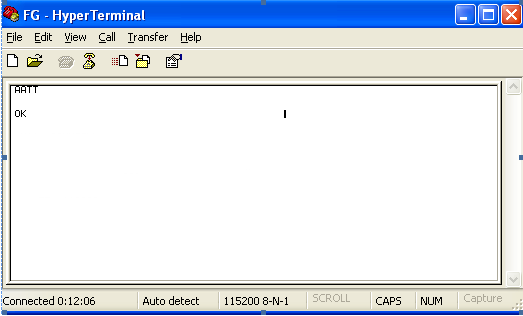 FG - HyperTerminal
File Edit View Call Transfer Help
AATT
OK
Connected 0:12:06 Auto detect 115200 8-N-1 SCROLL CAPS NUM Capture